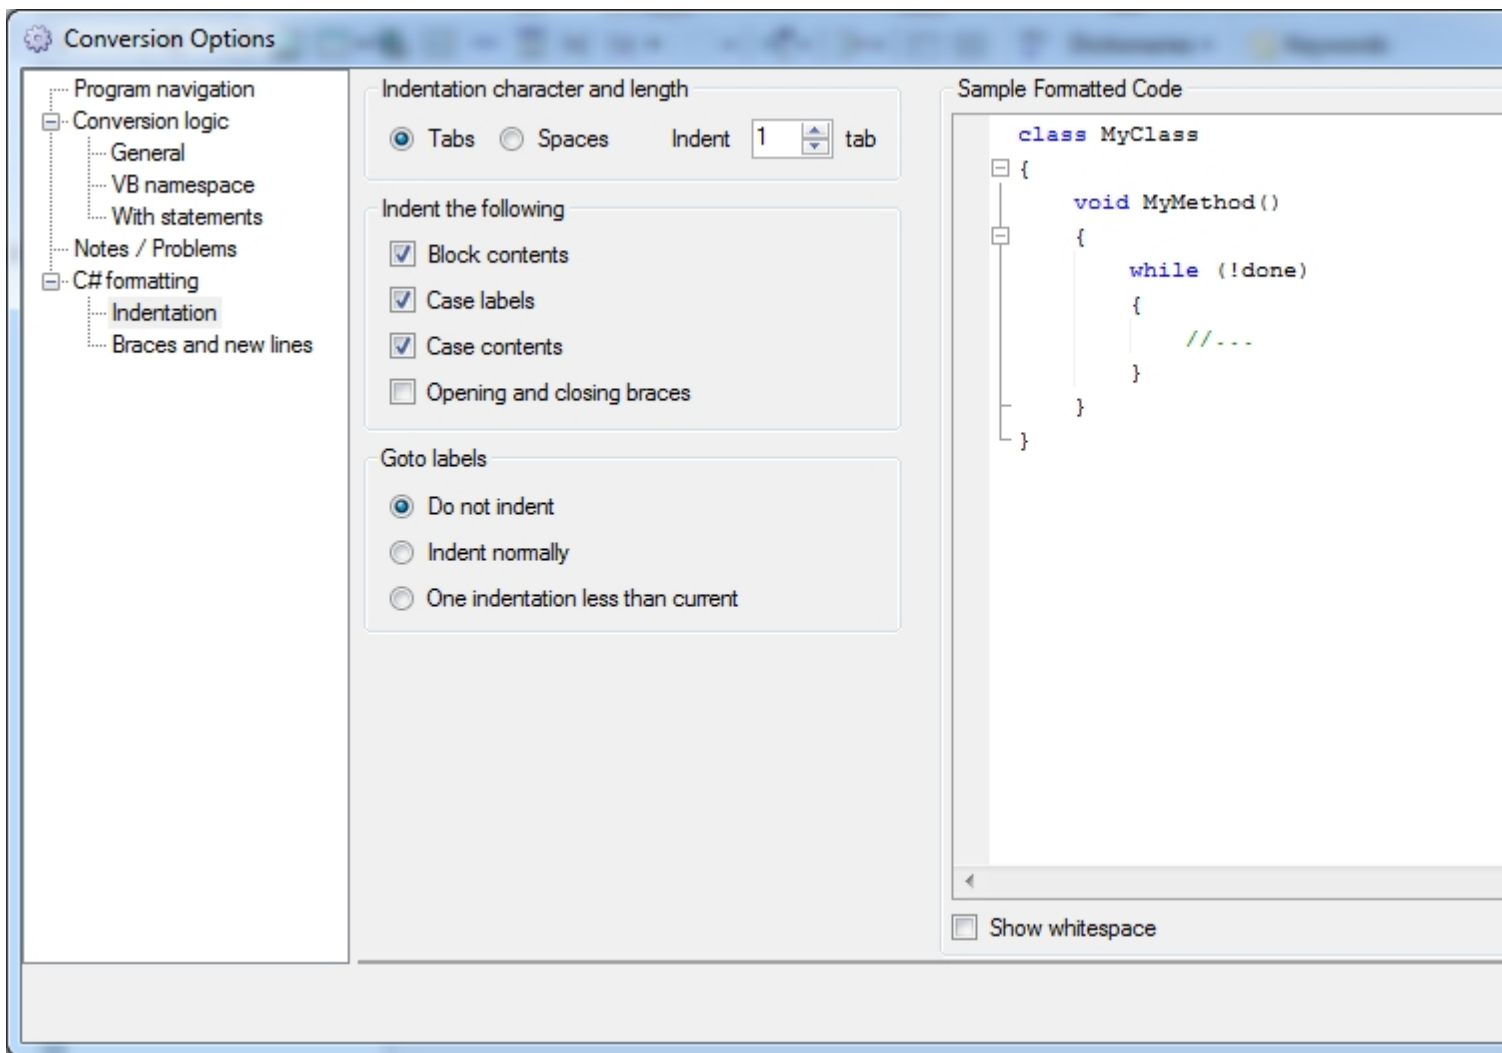 Conversion Options
Dictionaries
Keywords
Program navigation
Conversion logic
General
VB namespace
With statements
Notes / Problems
C# formatting
Indentation
Braces and new lines
Indentation character and length
Tabs Spaces Indent 1 tab
Indent the following
Block contents
Case labels
Case contents
Opening and closing braces
Goto labels
Do not indent
Indent normally
One indentation less than current
Sample Formatted Code
class MyClass
{
void MyMethod()
{
while (!done)
{
//...
}
}
}
Show whitespace